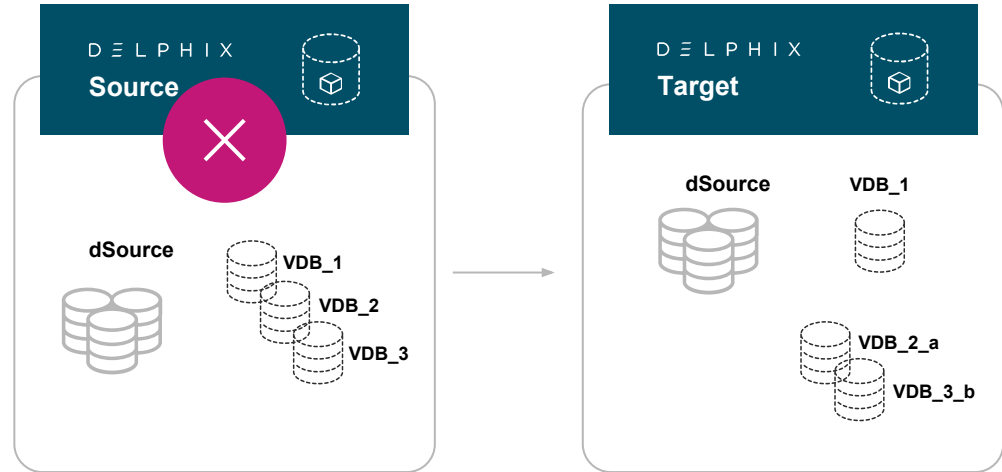 DELPHIX
Source
dSource
VDB_1
VDB_2
VDB_3
DELPHIX
Target
dSource
VDB_1
VDB_2_a
VDB_3_b